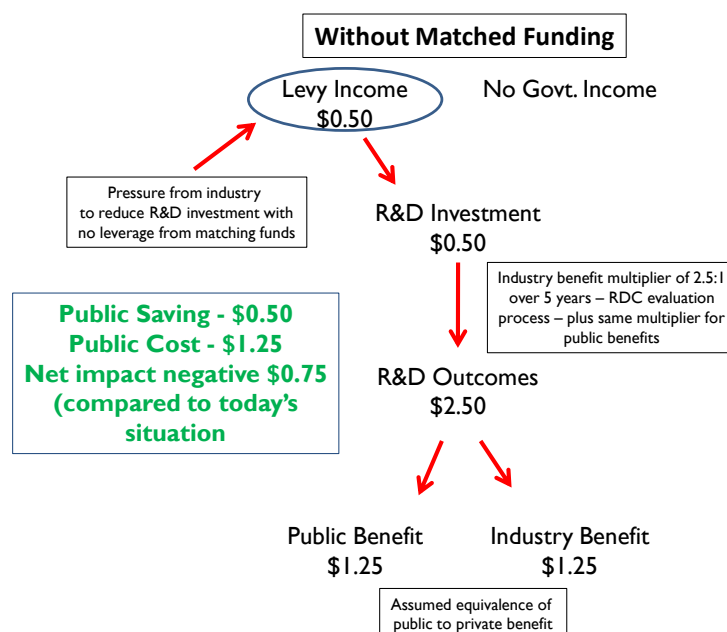 Without Matched Funding
Levy Income
$0.50
No Govt. Income
Pressure from industry
to reduce R&D investment with
no leverage from matching funds
R&D Investment
$0.50
Industry benefit multiplier of 2.5:1
over 5 years – RDC evaluation
process – plus same multiplier for
public benefits
Public Saving - $0.50
Public Cost - $1.25
Net impact negative $0.75
(compared to today's
situation
R&D Outcomes
$2.50
Public Benefit
$1.25
Industry Benefit
$1.25
Assumed equivalence of
public to private benefit